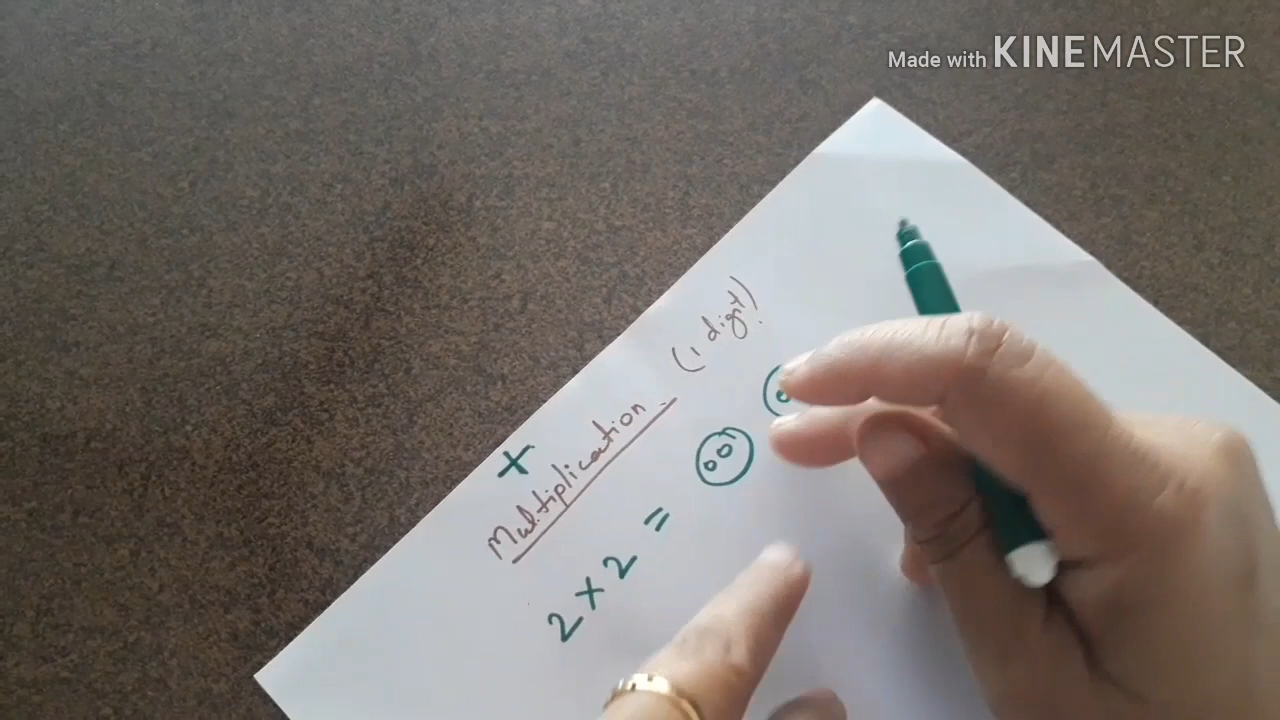 Made with KINEMASTER
×
Multiplication (1 digit)
2 × 2 =